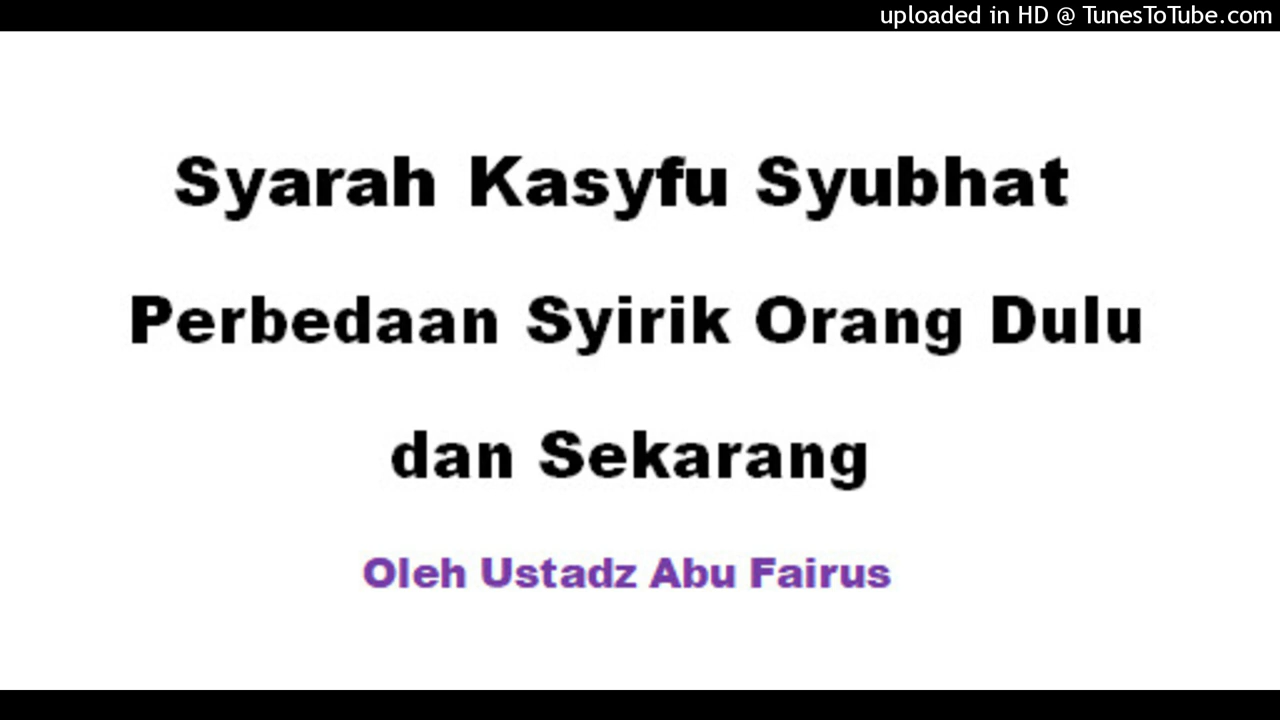 uploaded in HD @ TunesToTube.com
Syarah Kasyfu Syubhat
Perbedaan Syirik Orang Dulu
dan Sekarang
Oleh Ustadz Abu Fairus